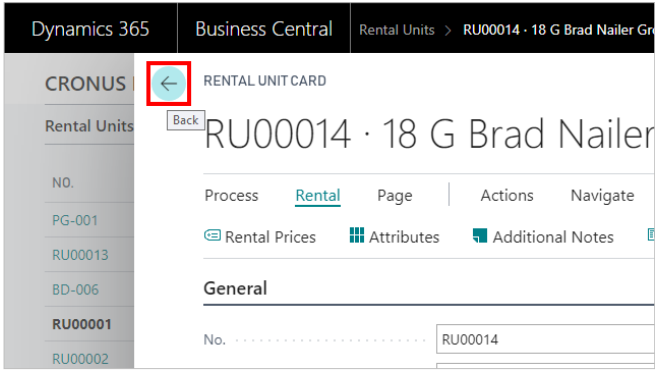 Dynamics 365 Business Central Rental Units > RU00014 · 18 G Brad Nailer Gr
CRONUS
RENTAL UNIT CARD
Rental Units
Back
RU00014 · 18 G Brad Nailer
NO.
Process Rental Page Actions Navigate
PG-001
Rental Prices Attributes Additional Notes
RU00013
BD-006
General
RU00001
No. RU00014
RU00002